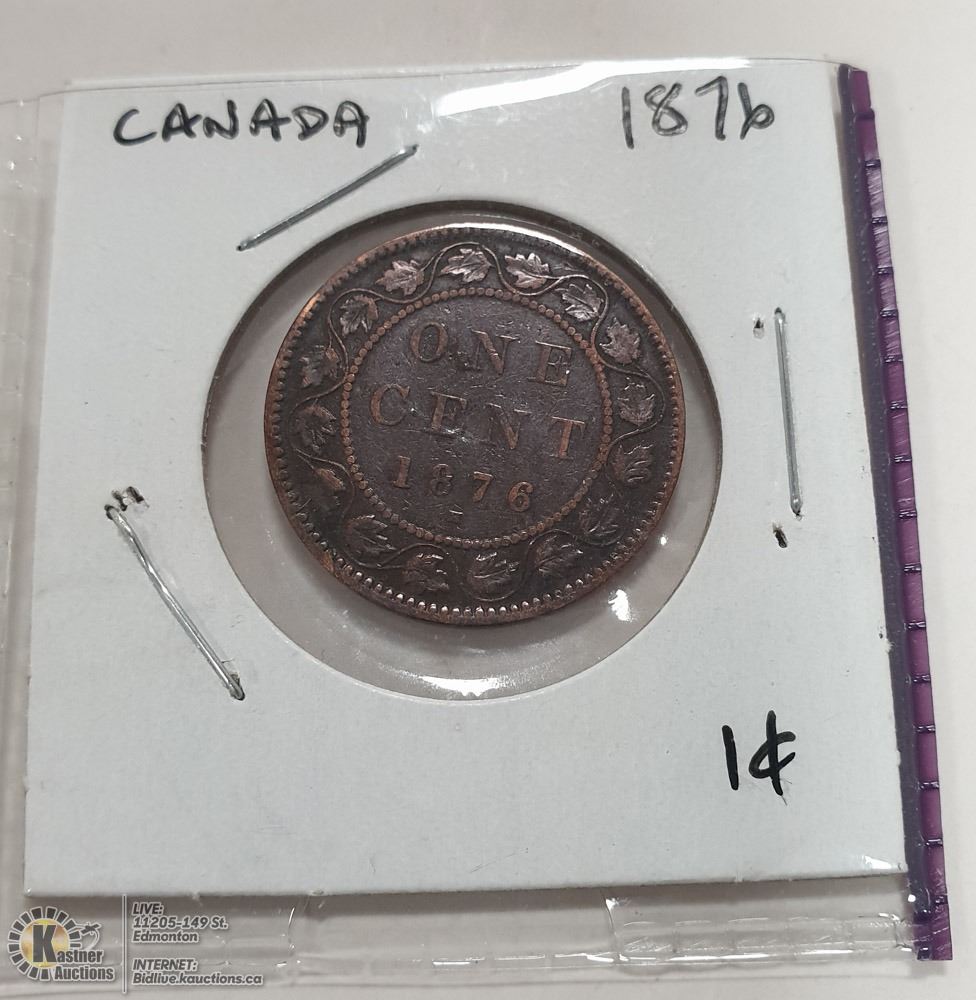 CANADA 1876
ONE
CENT
1876
1¢
Kastner
Auctions
LIVE:
11205-149 St.
Edmonton
INTERNET:
Bidlive.kauctions.ca